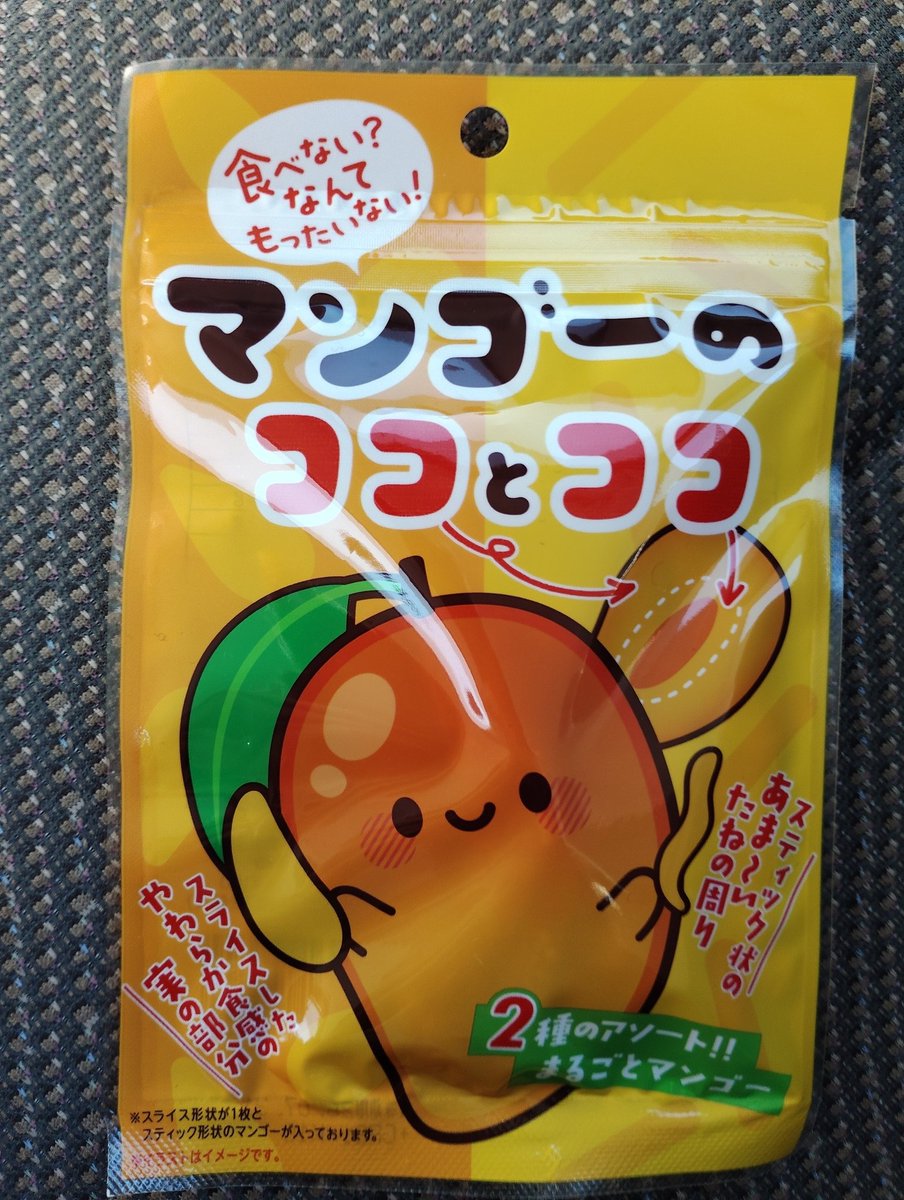 食べない？
なんて
もったいない！
マンゴーの
ココとココ
スティック状の
あま〜い
たねの周り
スライスした
やわらか食感の
実の部分
2種のアソート!!
まるごとマンゴー
※スライス形状が1枚と
スティック形状のマンゴーが入っております。
※イラストはイメージです。